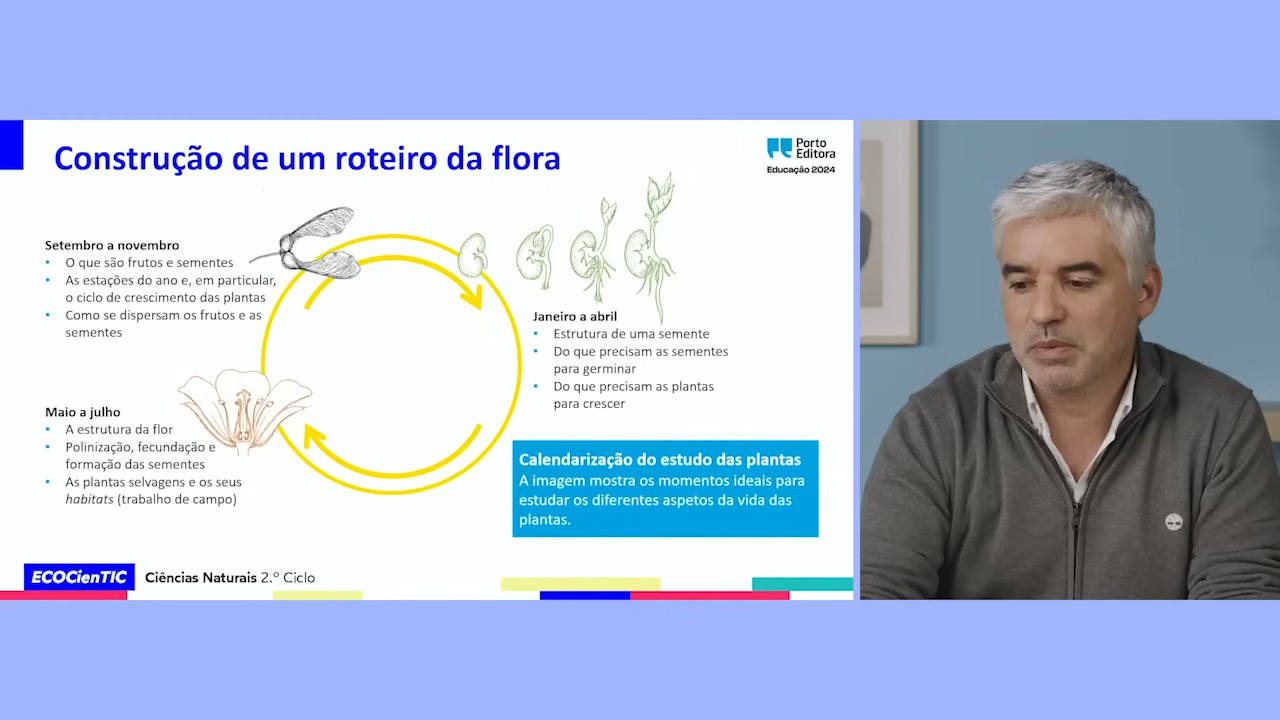 Construção de um roteiro da flora
Porto
Editora
Educação 2024
Setembro a novembro
• O que são frutos e sementes
• As estações do ano e, em particular,
o ciclo de crescimento das plantas
• Como se dispersam os frutos e as
sementes
Janeiro a abril
• Estrutura de uma semente
• Do que precisam as sementes
para germinar
• Do que precisam as plantas
para crescer
Maio a julho
• A estrutura da flor
• Polinização, fecundação e
formação das sementes
• As plantas selvagens e os seus
habitats (trabalho de campo)
Calendarização do estudo das plantas
A imagem mostra os momentos ideais para
estudar os diferentes aspetos da vida das
plantas.
ECOCienTIC Ciências Naturais 2.º Ciclo